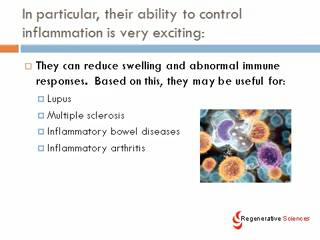 In particular, their ability to control
inflammation is very exciting:
They can reduce swelling and abnormal immune
responses. Based on this, they may be useful for:
Lupus
Multiple sclerosis
Inflammatory bowel diseases
Inflammatory arthritis
Regenerative Sciences